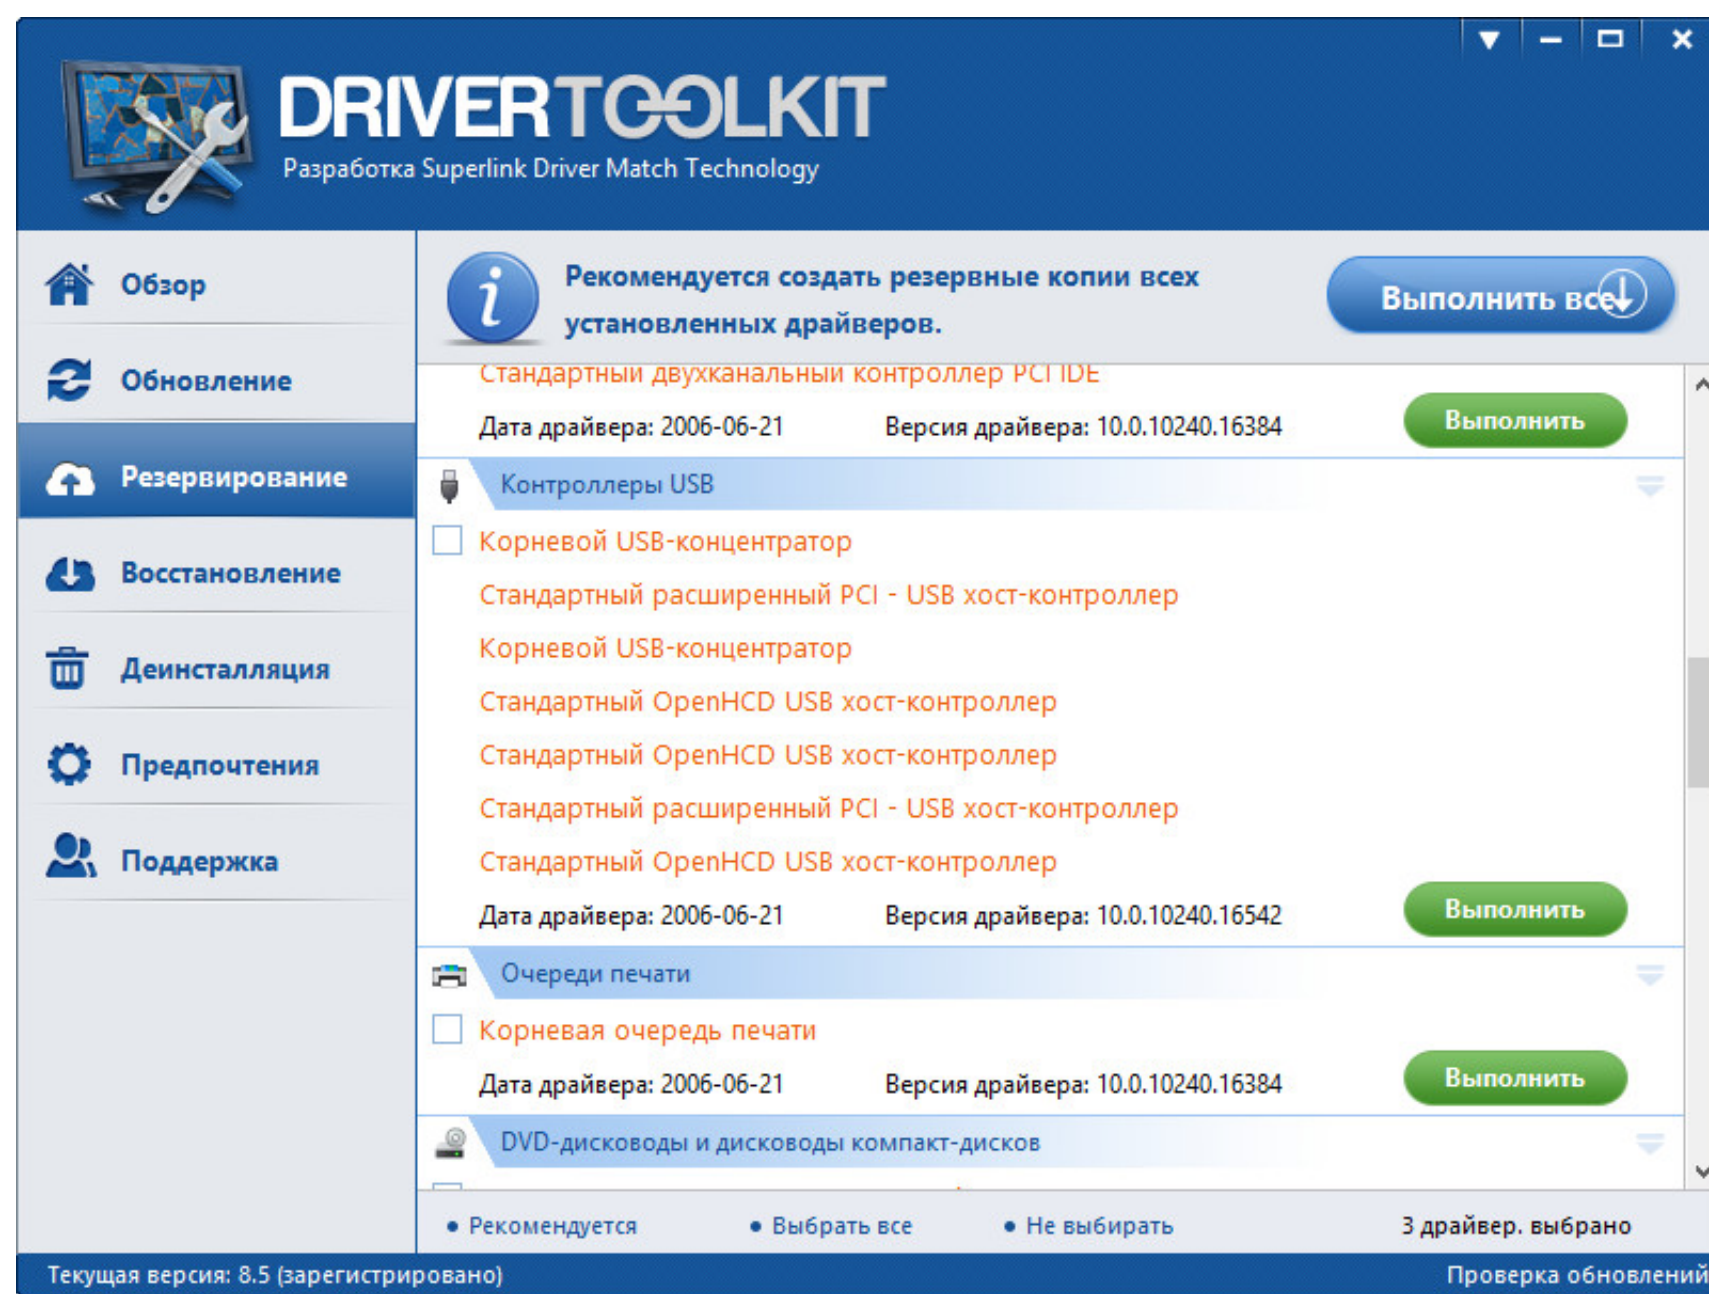 DRIVERTOOLKIT
Разработка Superlink Driver Match Technology
Обзор
Обновление
Резервирование
Восстановление
Деинсталляция
Предпочтения
Поддержка
Рекомендуется создать резервные копии всех
установленных драйверов.
Выполнить все
Стандартный двухканальный контроллер PCI IDE
Дата драйвера: 2006-06-21 Версия драйвера: 10.0.10240.16384
Выполнить
Контроллеры USB
Корневой USB-концентратор
Стандартный расширенный PCI - USB хост-контроллер
Корневой USB-концентратор
Стандартный OpenHCD USB хост-контроллер
Стандартный OpenHCD USB хост-контроллер
Стандартный расширенный PCI - USB хост-контроллер
Стандартный OpenHCD USB хост-контроллер
Дата драйвера: 2006-06-21 Версия драйвера: 10.0.10240.16542
Выполнить
Очереди печати
Корневая очередь печати
Дата драйвера: 2006-06-21 Версия драйвера: 10.0.10240.16384
Выполнить
DVD-дисководы и дисководы компакт-дисков
• Рекомендуется • Выбрать все • Не выбирать 3 драйвер. выбрано
Текущая версия: 8.5 (зарегистрировано) Проверка обновлений